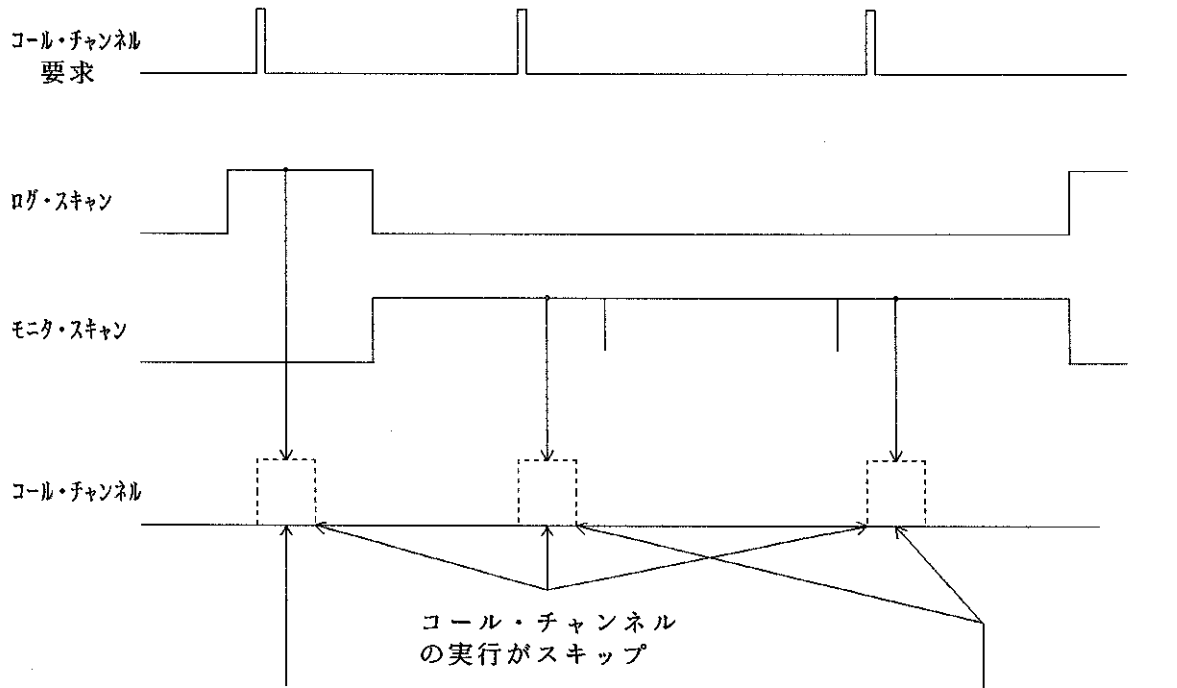 コール・チャンネル
要求
ログ・スキャン
モニタ・スキャン
コール・チャンネル
コール・チャンネル
の実行がスキップ